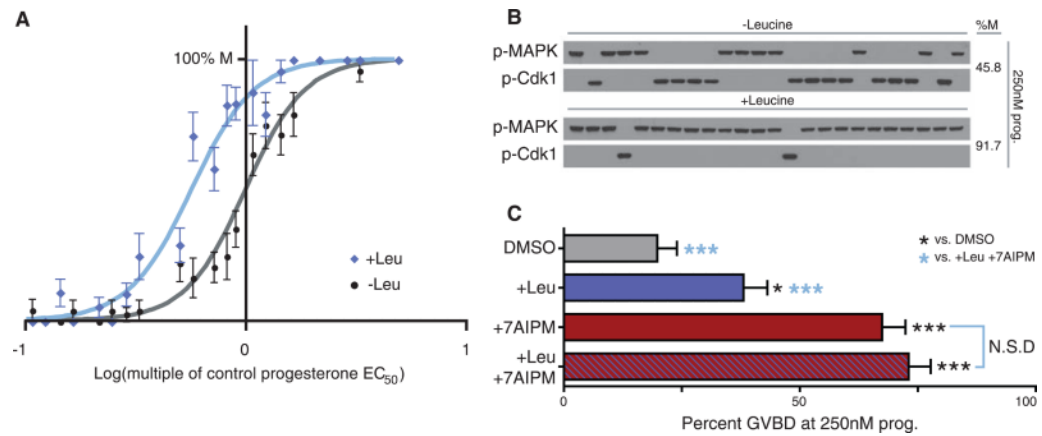 A
100% M
+Leu
-Leu
-1
0
1
Log(multiple of control progesterone EC50)
B
-Leucine
%M
p-MAPK
p-Cdk1
45.8
+Leucine
p-MAPK
p-Cdk1
91.7
250nM prog.
C
DMSO
***
* vs. DMSO
* vs. +Leu +7AIPM
+Leu
* ***
+7AIPM
***
N.S.D
+Leu
+7AIPM
***
0
50
100
Percent GVBD at 250nM prog.